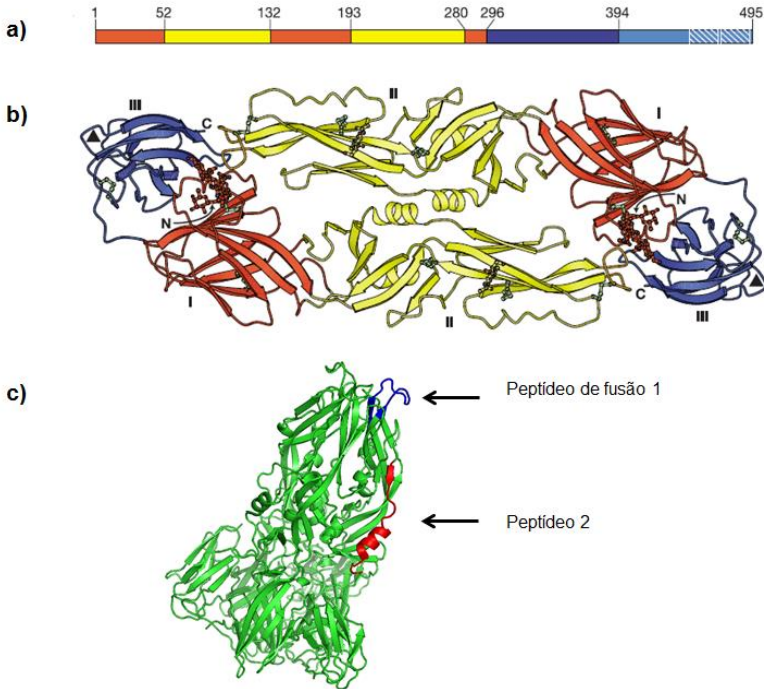 1 52 132 193 280 296 394 495
a)
b)
II
III
I
C
N
N
C
I
II
III
c)
Peptídeo de fusão 1
Peptídeo 2